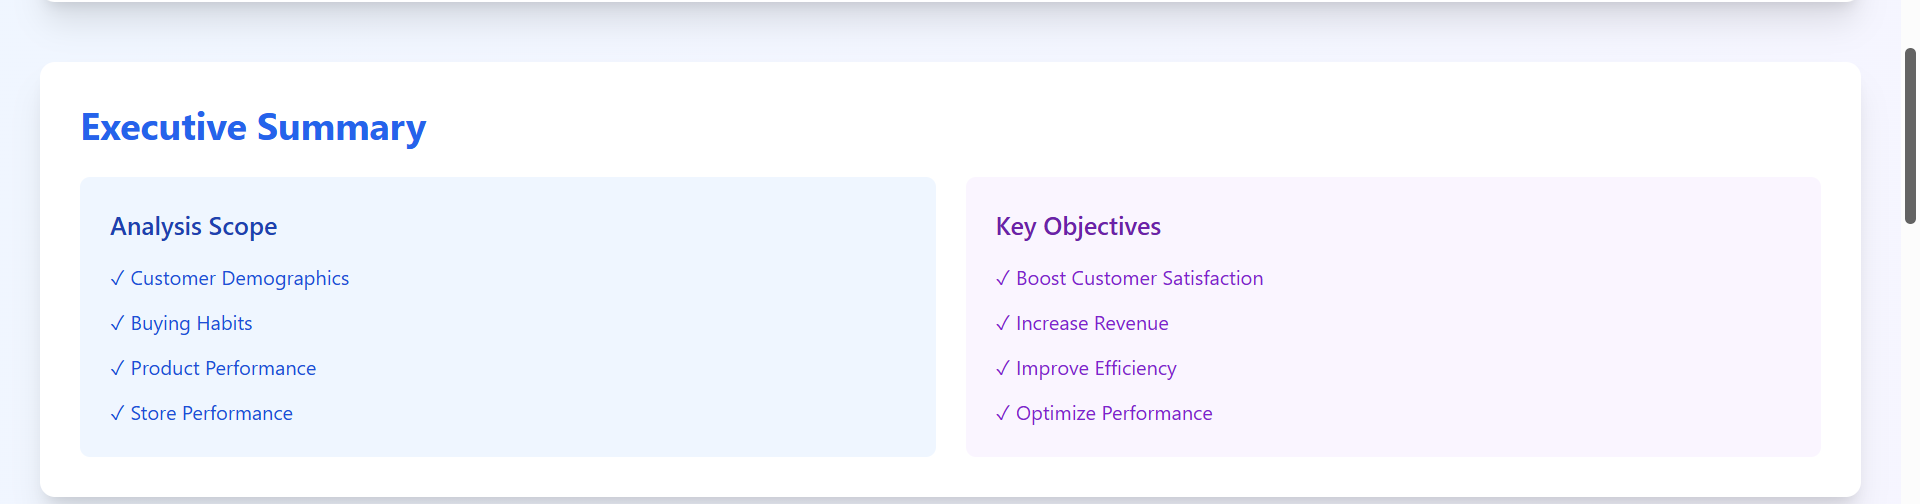 Executive Summary
Analysis Scope
✓ Customer Demographics
✓ Buying Habits
✓ Product Performance
✓ Store Performance
Key Objectives
✓ Boost Customer Satisfaction
✓ Increase Revenue
✓ Improve Efficiency
✓ Optimize Performance